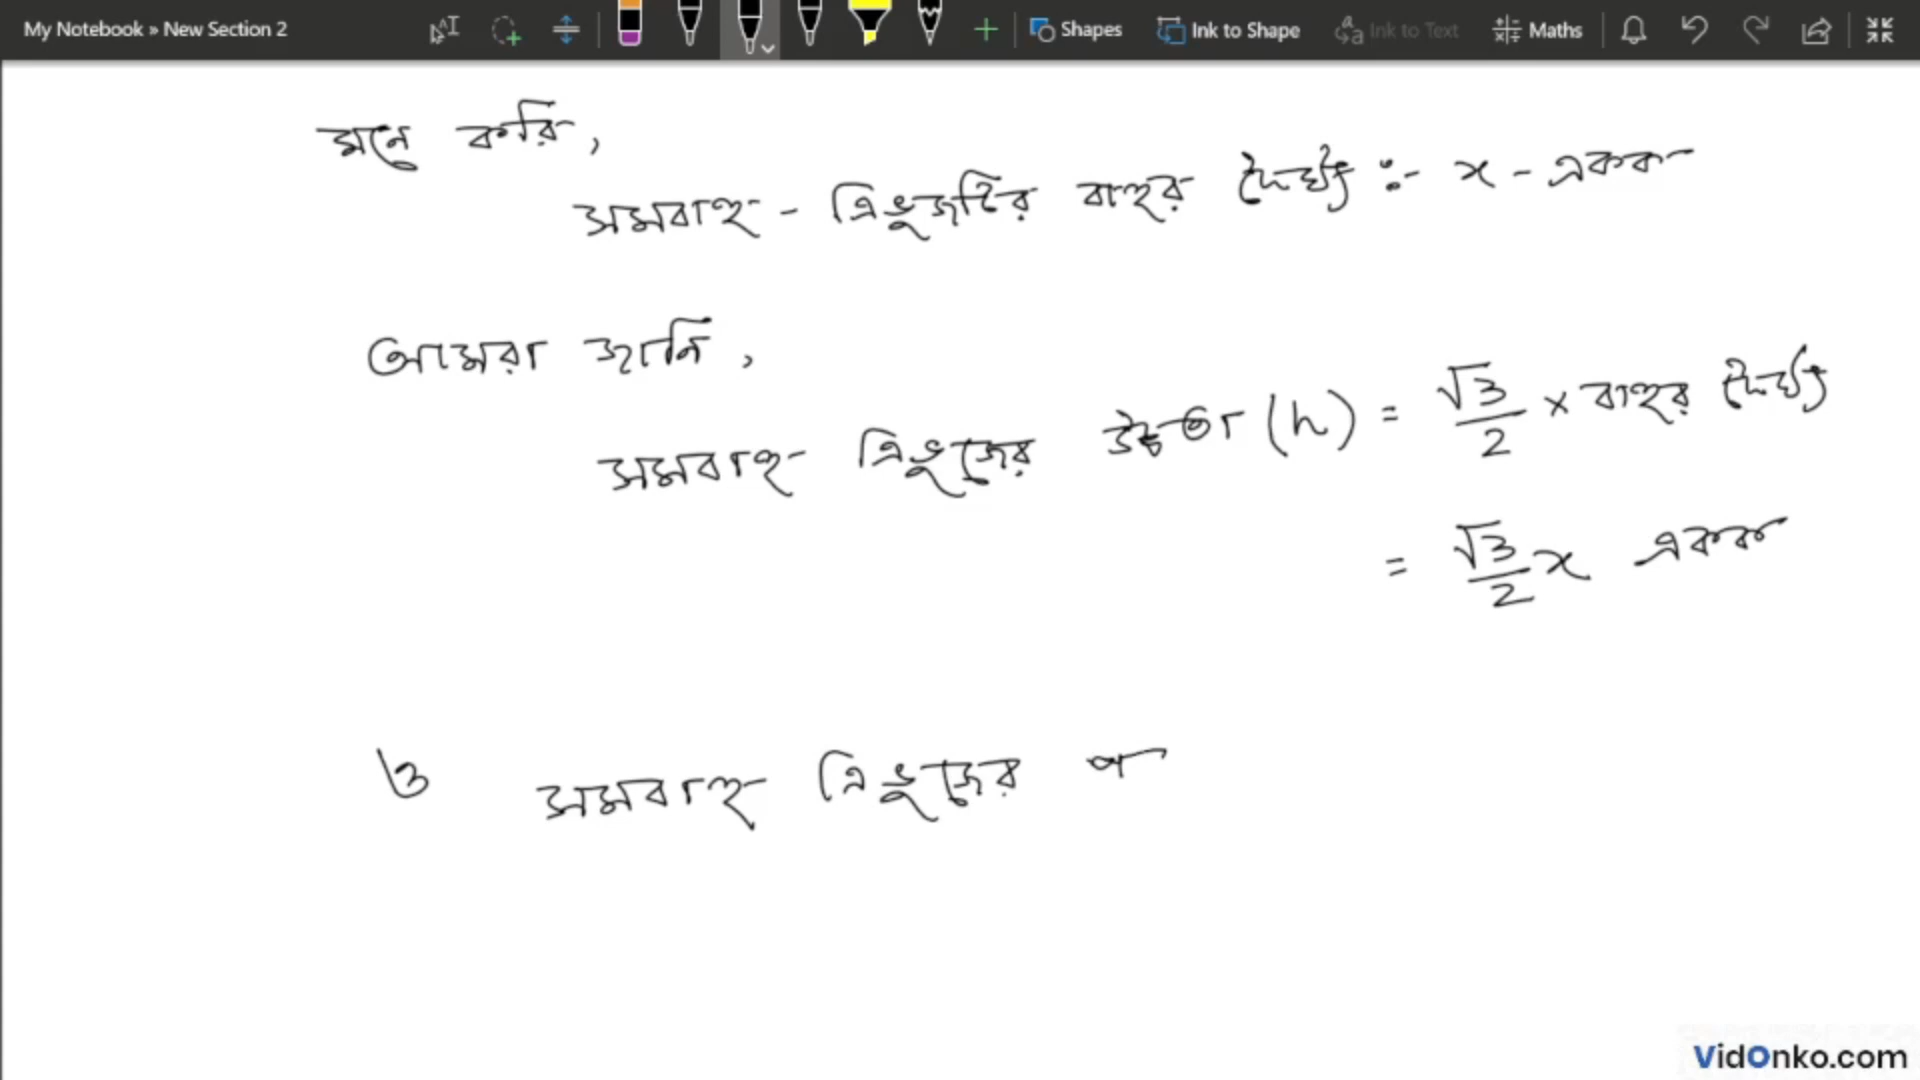 My Notebook » New Section 2 Shapes Ink to Shape Ink to Text Maths
মনে করি,
সমবাহু - ত্রিভুজটির বাহুর দৈর্ঘ্য :- x - একক
আমরা জানি,
সমবাহু ত্রিভুজের উচ্চতা (h) = √3/2 × বাহুর দৈর্ঘ্য
= √3/2 x একক
ও সমবাহু ত্রিভুজের প
VidOnko.com